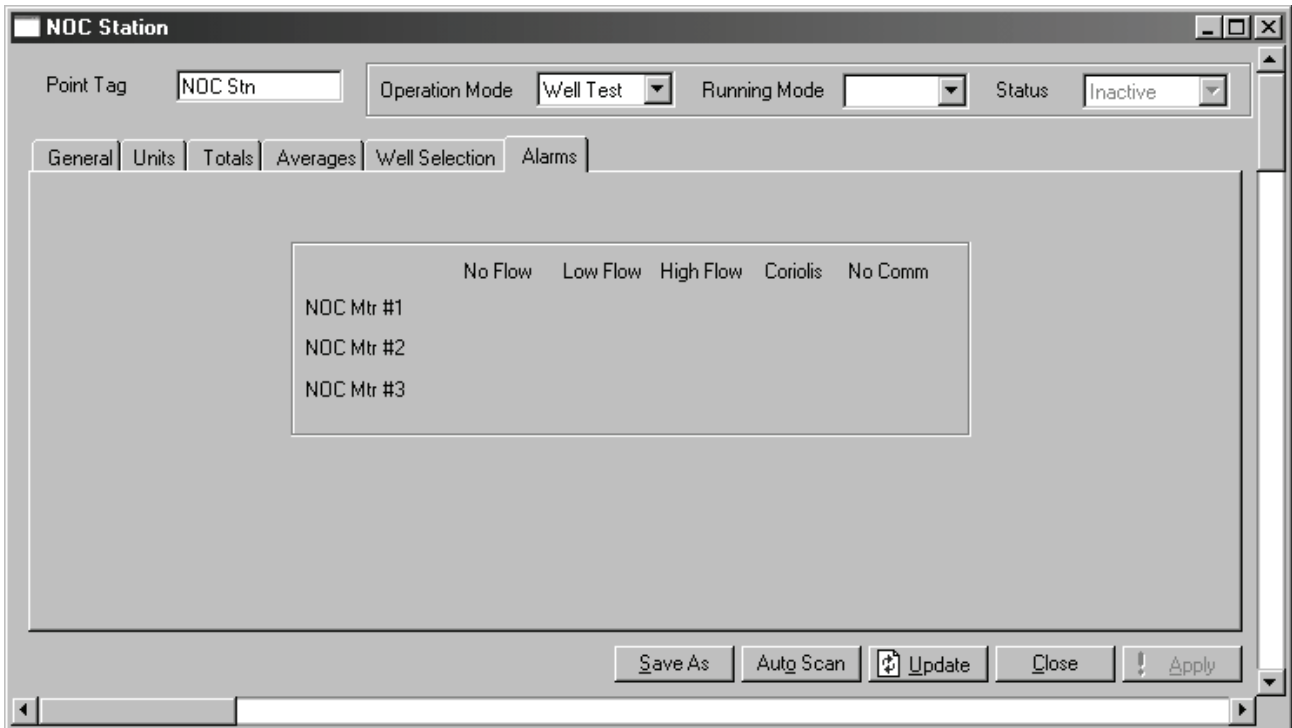 NOC Station
Point Tag NOC Stn Operation Mode Well Test Running Mode Status Inactive
General Units Totals Averages Well Selection Alarms
No Flow Low Flow High Flow Coriolis No Comm
NOC Mtr #1
NOC Mtr #2
NOC Mtr #3
Save As Auto Scan Update Close ! Apply